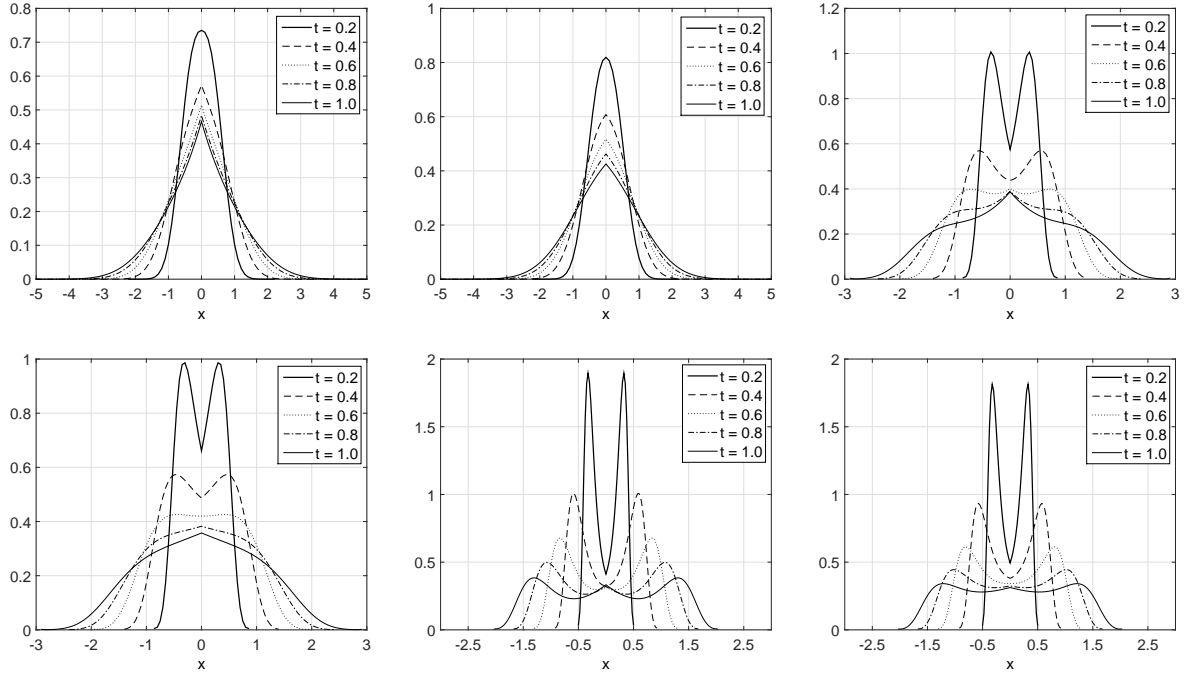 0.8
0.7
0.6
0.5
0.4
0.3
0.2
0.1
0
-5 -4 -3 -2 -1 0 1 2 3 4 5
x
t = 0.2
t = 0.4
t = 0.6
t = 0.8
t = 1.0
1
0.8
0.6
0.4
0.2
0
-5 -4 -3 -2 -1 0 1 2 3 4 5
x
t = 0.2
t = 0.4
t = 0.6
t = 0.8
t = 1.0
1.2
1
0.8
0.6
0.4
0.2
0
-3 -2 -1 0 1 2 3
x
t = 0.2
t = 0.4
t = 0.6
t = 0.8
t = 1.0
1
0.8
0.6
0.4
0.2
0
-3 -2 -1 0 1 2 3
x
t = 0.2
t = 0.4
t = 0.6
t = 0.8
t = 1.0
2
1.5
1
0.5
0
-2.5 -1.5 -0.5 0.5 1.5 2.5
x
t = 0.2
t = 0.4
t = 0.6
t = 0.8
t = 1.0
2
1.5
1
0.5
0
-2.5 -1.5 -0.5 0.5 1.5 2.5
x
t = 0.2
t = 0.4
t = 0.6
t = 0.8
t = 1.0